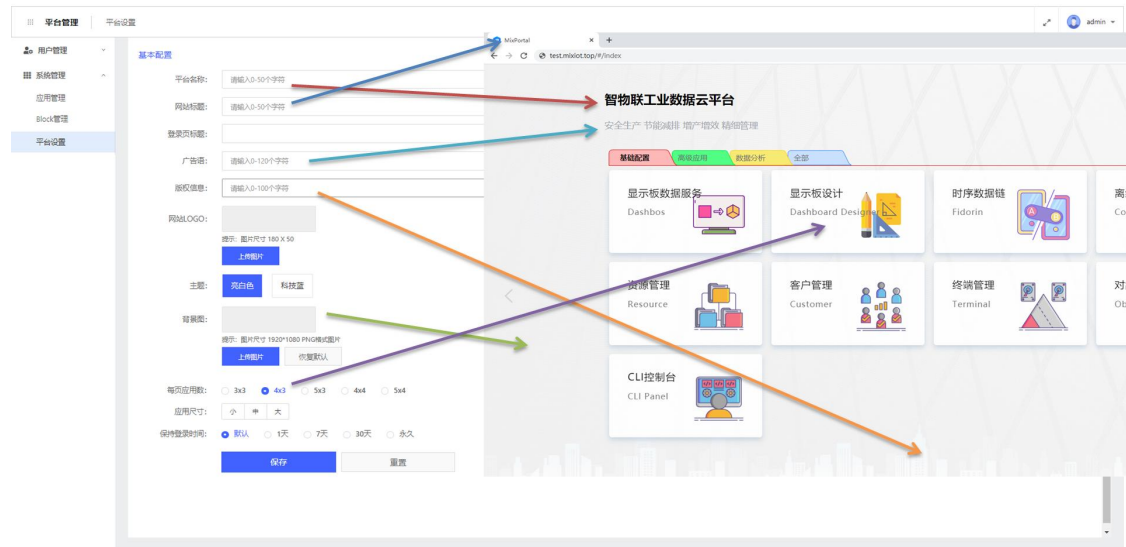 平台管理 平台设置
admin
用户管理
系统管理
应用管理
Block管理
平台设置
基本配置
平台名称: 请输入0-50个字符
网站标题: 请输入0-50个字符
登录页标题:
广告语: 请输入0-120个字符
版权信息: 请输入0-100个字符
网站LOGO:
提示: 图片尺寸 180 X 50
上传图片
主题: 亮白色 科技蓝
背景图:
提示: 图片尺寸 1920*1080 PNG格式图片
上传图片 恢复默认
每页应用数: 3x3 4x3 5x3 4x4 5x4
应用尺寸: 小 中 大
保持登录时间: 默认 1天 7天 30天 永久
保存 重置
MixPortal
test.mixiot.top/#/index
智物联工业数据云平台
安全生产 节能减排 增产增效 精细管理
基础配置 高级应用 数据分析 全部
显示板数据服务
Dashbos
显示板设计
Dashboard Designer
时序数据链
Fidorin
离
Co
资源管理
Resource
客户管理
Customer
终端管理
Terminal
对
Ob
CLI控制台
CLI Panel